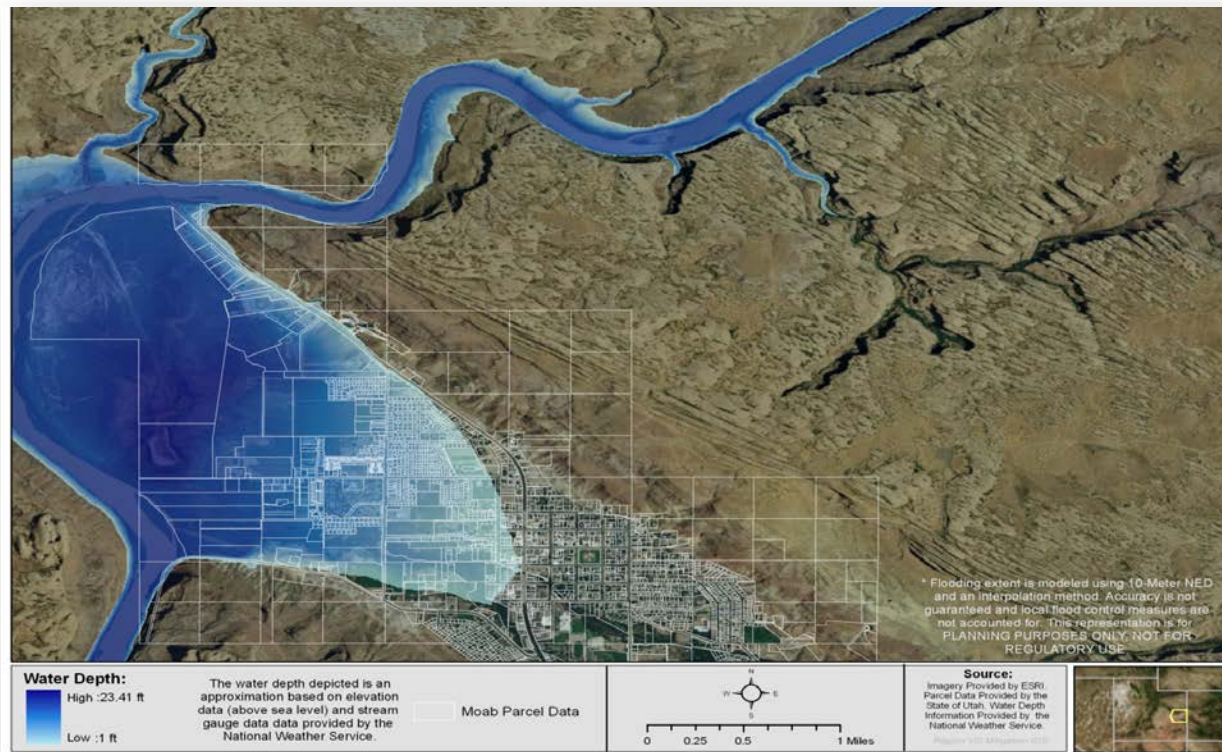 * Flooding extent is modeled using 10-Meter NED
and an interpolation method. Accuracy is not
guaranteed and local flood control measures are
not accounted for. This representation is for
PLANNING PURPOSES ONLY, NOT FOR
REGULATORY USE.
Water Depth:
High :23.41 ft
Low :1 ft
The water depth depicted is an
approximation based on elevation
data (above sea level) and stream
gauge data data provided by the
National Weather Service.
Moab Parcel Data
N
W E
S
0 0.25 0.5 1 Miles
Source:
Imagery Provided by ESRI.
Parcel Data Provided by the
State of Utah. Water Depth
Information Provided by the
National Weather Service.